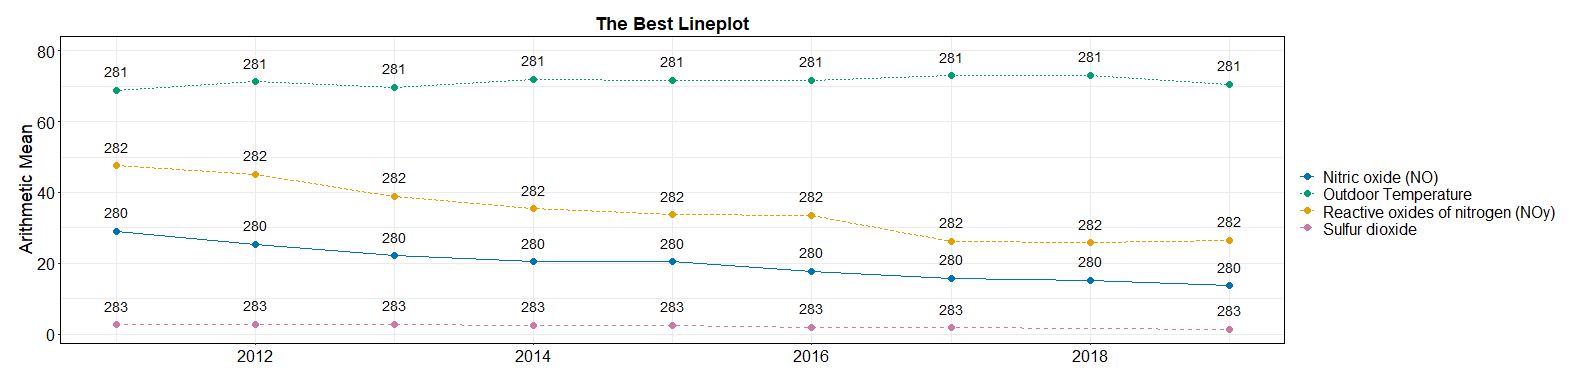 The Best Lineplot
Arithmetic Mean
80
60
40
20
0
281 281 281 281 281 281 281 281 281
282 282 282 282 282 282 282 282 282
280 280 280 280 280 280 280 280 280
283 283 283 283 283 283 283 283
2012 2014 2016 2018
Nitric oxide (NO)
Outdoor Temperature
Reactive oxides of nitrogen (NOy)
Sulfur dioxide